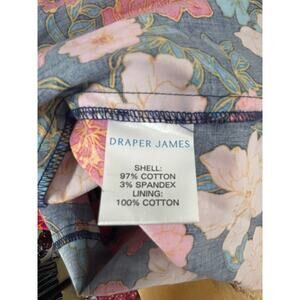 DRAPER JAMES
SHELL:
97% COTTON
3% SPANDEX
LINING:
100% COTTON